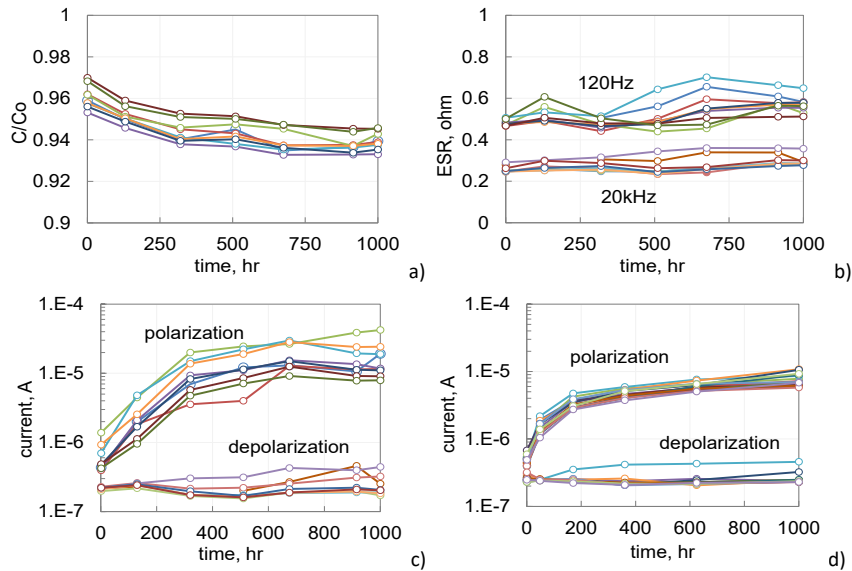 1
0.98
0.96
0.94
0.92
0.9
C/Co
0
250
500
750
1000
time, hr
a)
1
0.8
0.6
0.4
0.2
0
ESR, ohm
120Hz
20kHz
0
250
500
750
1000
time, hr
b)
1.E-4
1.E-5
1.E-6
1.E-7
current, A
polarization
depolarization
0 200 400 600 800 1000
time, hr
c)
1.E-4
1.E-5
1.E-6
1.E-7
current, A
polarization
depolarization
0 200 400 600 800 1000
time, hr
d)